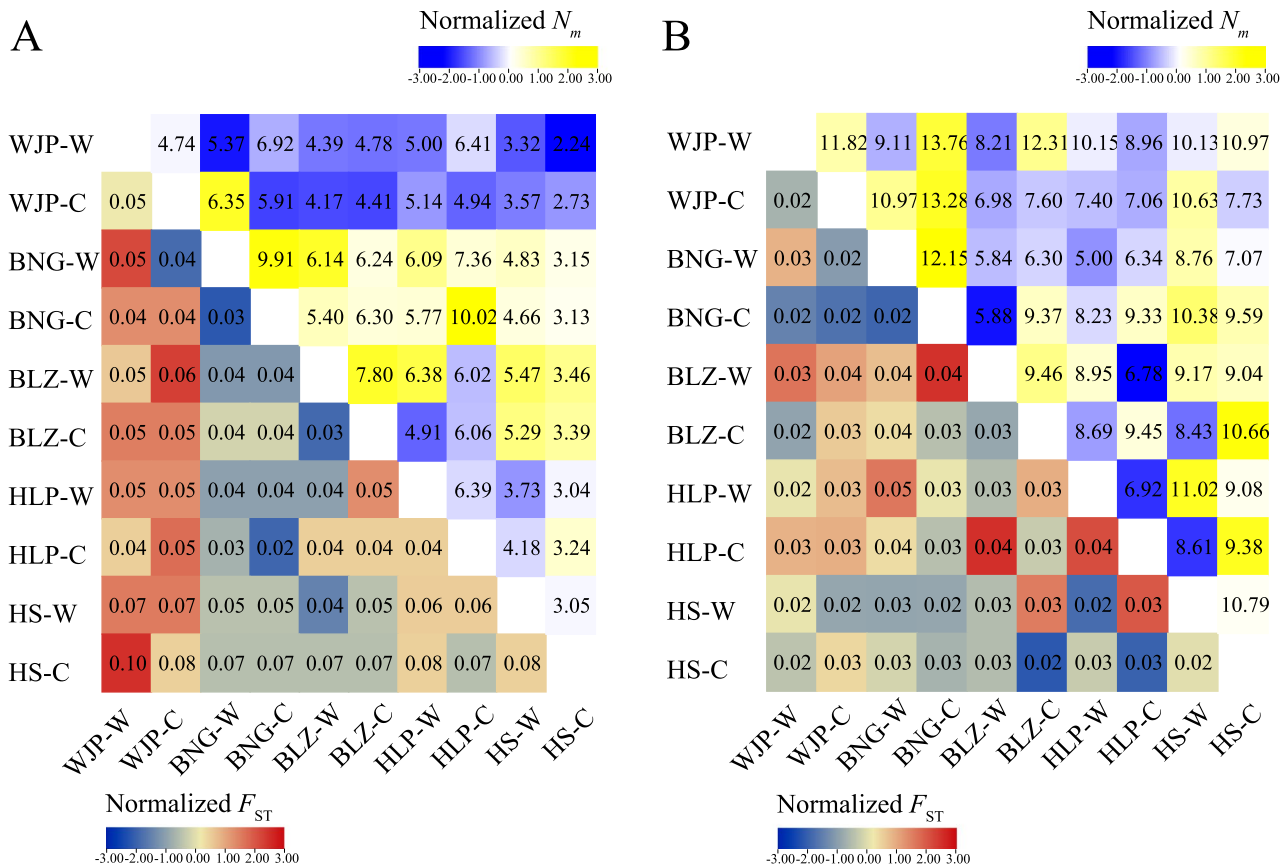 A
Normalized Nm
-3.00 -2.00 -1.00 0.00 1.00 2.00 3.00
WJP-W 4.74 5.37 6.92 4.39 4.78 5.00 6.41 3.32 2.24
WJP-C 0.05 6.35 5.91 4.17 4.41 5.14 4.94 3.57 2.73
BNG-W 0.05 0.04 9.91 6.14 6.24 6.09 7.36 4.83 3.15
BNG-C 0.04 0.04 0.03 5.40 6.30 5.77 10.02 4.66 3.13
BLZ-W 0.05 0.06 0.04 0.04 7.80 6.38 6.02 5.47 3.46
BLZ-C 0.05 0.05 0.04 0.04 0.03 4.91 6.06 5.29 3.39
HLP-W 0.05 0.05 0.04 0.04 0.04 0.05 6.39 3.73 3.04
HLP-C 0.04 0.05 0.03 0.02 0.04 0.04 0.04 4.18 3.24
HS-W 0.07 0.07 0.05 0.05 0.04 0.05 0.06 0.06 3.05
HS-C 0.10 0.08 0.07 0.07 0.07 0.07 0.08 0.07 0.08
WJP-W WJP-C BNG-W BNG-C BLZ-W BLZ-C HLP-W HLP-C HS-W HS-C
Normalized FST
-3.00 -2.00 -1.00 0.00 1.00 2.00 3.00
B
Normalized Nm
-3.00 -2.00 -1.00 0.00 1.00 2.00 3.00
WJP-W 11.82 9.11 13.76 8.21 12.31 10.15 8.96 10.13 10.97
WJP-C 0.02 10.97 13.28 6.98 7.60 7.40 7.06 10.63 7.73
BNG-W 0.03 0.02 12.15 5.84 6.30 5.00 6.34 8.76 7.07
BNG-C 0.02 0.02 0.02 5.88 9.37 8.23 9.33 10.38 9.59
BLZ-W 0.03 0.04 0.04 0.04 9.46 8.95 6.78 9.17 9.04
BLZ-C 0.02 0.03 0.04 0.03 0.03 8.69 9.45 8.43 10.66
HLP-W 0.02 0.03 0.05 0.03 0.03 0.03 6.92 11.02 9.08
HLP-C 0.03 0.03 0.04 0.03 0.04 0.03 0.04 8.61 9.38
HS-W 0.02 0.02 0.03 0.02 0.03 0.03 0.02 0.03 10.79
HS-C 0.02 0.03 0.03 0.03 0.03 0.02 0.03 0.03 0.02
WJP-W WJP-C BNG-W BNG-C BLZ-W BLZ-C HLP-W HLP-C HS-W HS-C
Normalized FST
-3.00 -2.00 -1.00 0.00 1.00 2.00 3.00